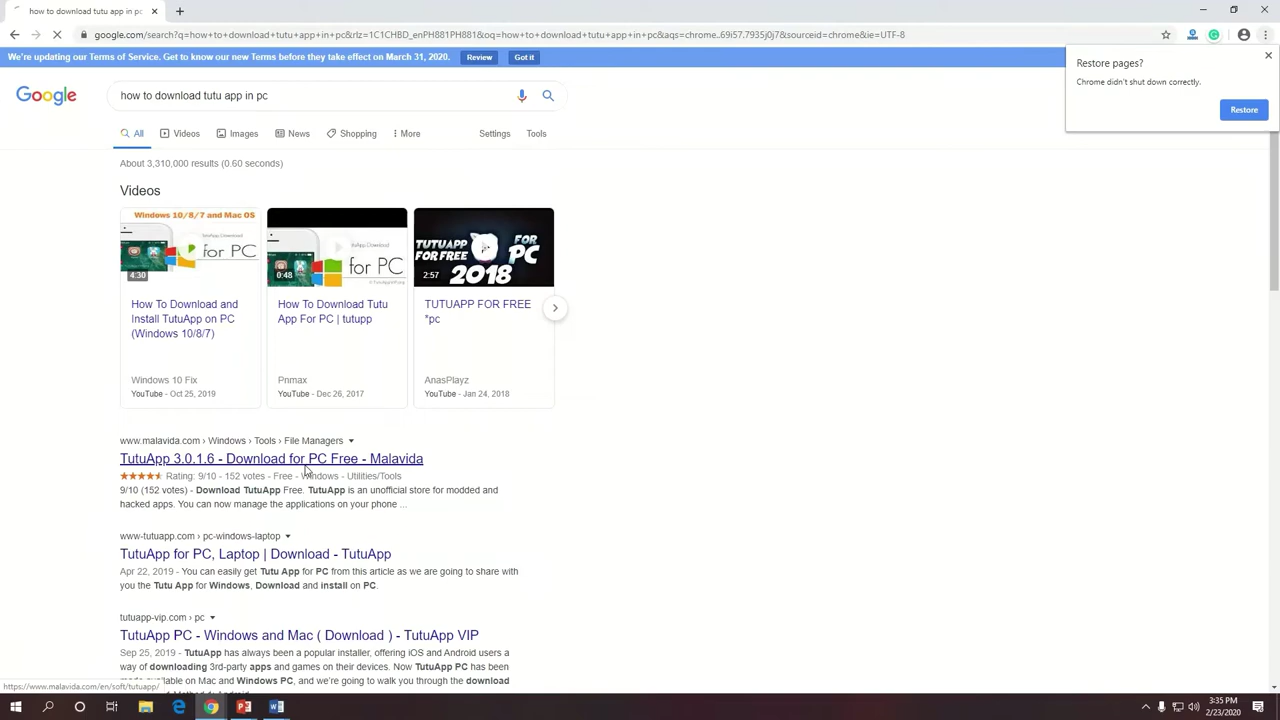 how to download tutu app in pc
google.com/search?q=how+to+download+tutu+app+in+pc&rlz=1C1CHBD_enPH881PH881&oq=how+to+download+tutu+app+in+pc&aqs=chrome..69i57.7935j0j7&sourceid=chrome&ie=UTF-8
We're updating our Terms of Service. Get to know our new Terms before they take effect on March 31, 2020. Review Got it
Restore pages?
Chrome didn't shut down correctly.
Restore
Google
how to download tutu app in pc
All Videos Images News Shopping More Settings Tools
About 3,310,000 results (0.60 seconds)
Videos
Windows 10/8/7 and Mac OS
for PC
4:30
How To Download and
Install TutuApp on PC
(Windows 10/8/7)
Windows 10 Fix
YouTube - Oct 25, 2019
for PC
0:48
How To Download Tutu
App For PC | tutupp
Pnmax
YouTube - Dec 26, 2017
TUTUAPP FOR
FOR FREE PC
2018
2:57
TUTUAPP FOR FREE
*pc
AnasPlayz
YouTube - Jan 24, 2018
www.malavida.com › Windows › Tools › File Managers
TutuApp 3.0.1.6 - Download for PC Free - Malavida
Rating: 9/10 - 152 votes - Free - Windows - Utilities/Tools
9/10 (152 votes) - Download TutuApp Free. TutuApp is an unofficial store for modded and
hacked apps. You can now manage the applications on your phone ...
www-tutuapp.com › pc-windows-laptop
TutuApp for PC, Laptop | Download - TutuApp
Apr 22, 2019 - You can easily get Tutu App for PC from this article as we are going to share with
you the Tutu App for Windows, Download and install on PC.
tutuapp-vip.com › pc
TutuApp PC - Windows and Mac ( Download ) - TutuApp VIP
Sep 25, 2019 - TutuApp has always been a popular installer, offering iOS and Android users a
way of downloading 3rd-party apps and games on their devices. Now TutuApp PC has been
made available on Mac and Windows PC, and we're going to walk you through the download
https://www.malavida.com/en/soft/tutuapp/
3:35 PM
2/23/2020